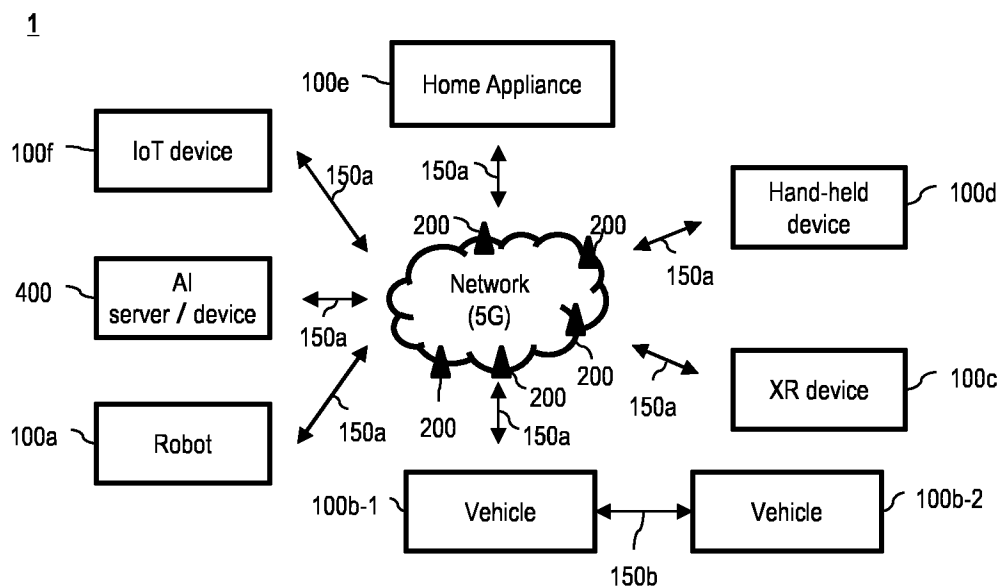 1
100e
Home Appliance
100f
IoT device
150a
150a
Hand-held
device
100d
200
200
150a
400
AI
server / device
150a
Network
(5G)
200
200
200
150a
XR device
100c
100a
Robot
150a
150a
100b-1
Vehicle
Vehicle
100b-2
150b